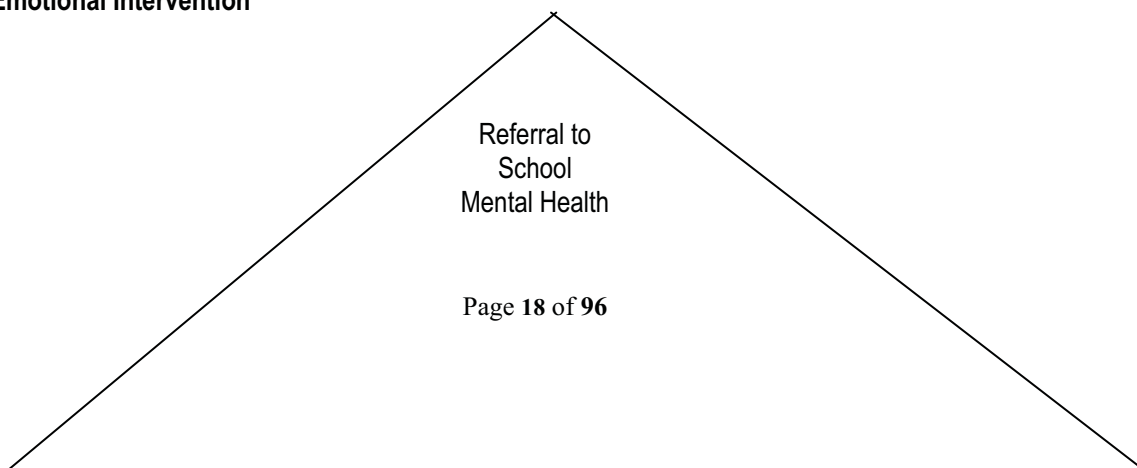 Emotional Intervention
Referral to
School
Mental Health
Page 18 of 96